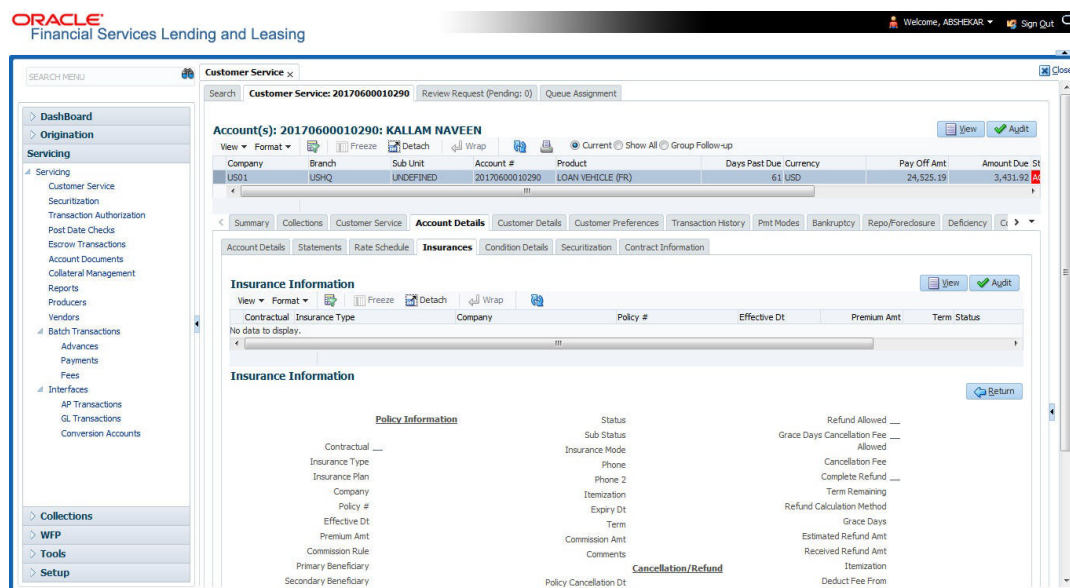 ORACLE
Financial Services Lending and Leasing
Welcome, ABSHEKAR
Sign Out
SEARCH MENU
Customer Service
Close
Search
Customer Service: 20170600010290
Review Request (Pending: 0)
Queue Assignment
DashBoard
Origination
Servicing
Servicing
Customer Service
Securitization
Transaction Authorization
Post Date Checks
Escrow Transactions
Account Documents
Collateral Management
Reports
Producers
Vendors
Batch Transactions
Advances
Payments
Fees
Interfaces
AP Transactions
GL Transactions
Conversion Accounts
Collections
WFP
Tools
Setup
Account(s): 20170600010290: KALLAM NAVEEN
View Audit
View Format Freeze Detach Wrap Current Show All Group Follow-up
Company Branch Sub Unit Account # Product Days Past Due Currency Pay Off Amt Amount Due St
US01 USHQ UNDEFINED 20170600010290 LOAN VEHICLE (FR) 61 USD 24,525.19 3,431.92
Summary Collections Customer Service Account Details Customer Details Customer Preferences Transaction History Pmt Modes Bankruptcy Repo/Foreclosure Deficiency
Account Details Statements Rate Schedule Insurances Condition Details Securitization Contract Information
Insurance Information
View Audit
View Format Freeze Detach Wrap
Contractual Insurance Type Company Policy # Effective Dt Premium Amt Term Status
No data to display.
Insurance Information
Return
Policy Information
Contractual
Insurance Type
Insurance Plan
Company
Policy #
Effective Dt
Premium Amt
Commission Rule
Primary Beneficiary
Secondary Beneficiary
Status
Sub Status
Insurance Mode
Phone
Phone 2
Itemization
Expiry Dt
Term
Commission Amt
Comments
Cancellation/Refund
Policy Cancellation Dt
Refund Allowed
Grace Days Cancellation Fee
Allowed
Cancellation Fee
Complete Refund
Term Remaining
Refund Calculation Method
Grace Days
Estimated Refund Amt
Received Refund Amt
Itemization
Deduct Fee From